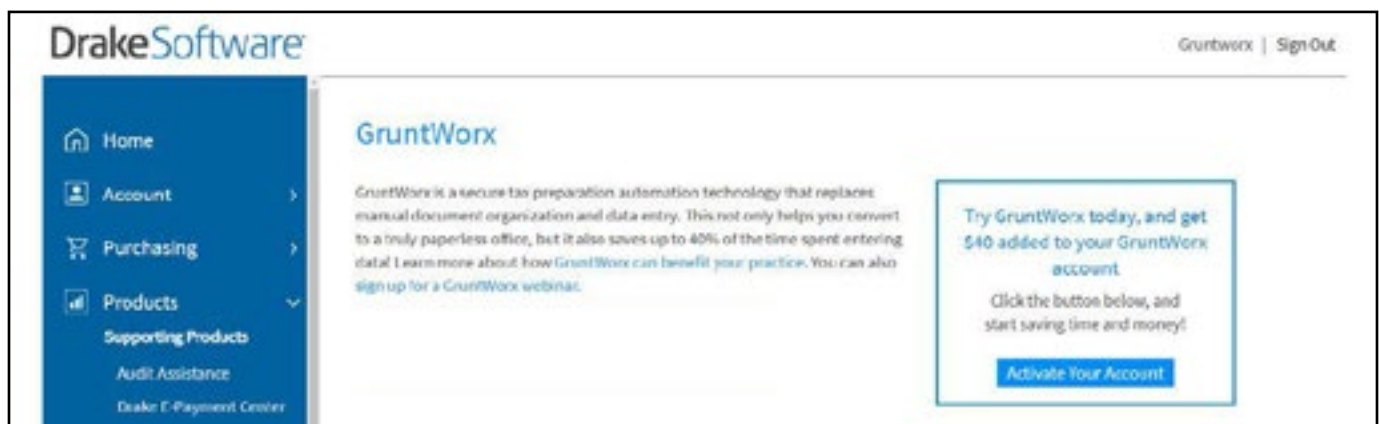 DrakeSoftware
Gruntworx | Sign Out
Home
Account
Purchasing
Products
Supporting Products
Audit Assistance
Drake E-Payment Center
GruntWorx
GruntWorx is a secure tax preparation automation technology that replaces
manual document organization and data entry. This not only helps you convert
to a truly paperless office, but it also saves up to 40% of the time spent entering
data! Learn more about how GruntWorx can benefit your practice. You can also
sign up for a GruntWorx webinar.
Try GruntWorx today, and get
$40 added to your GruntWorx
account
Click the button below, and
start saving time and money!
Activate Your Account